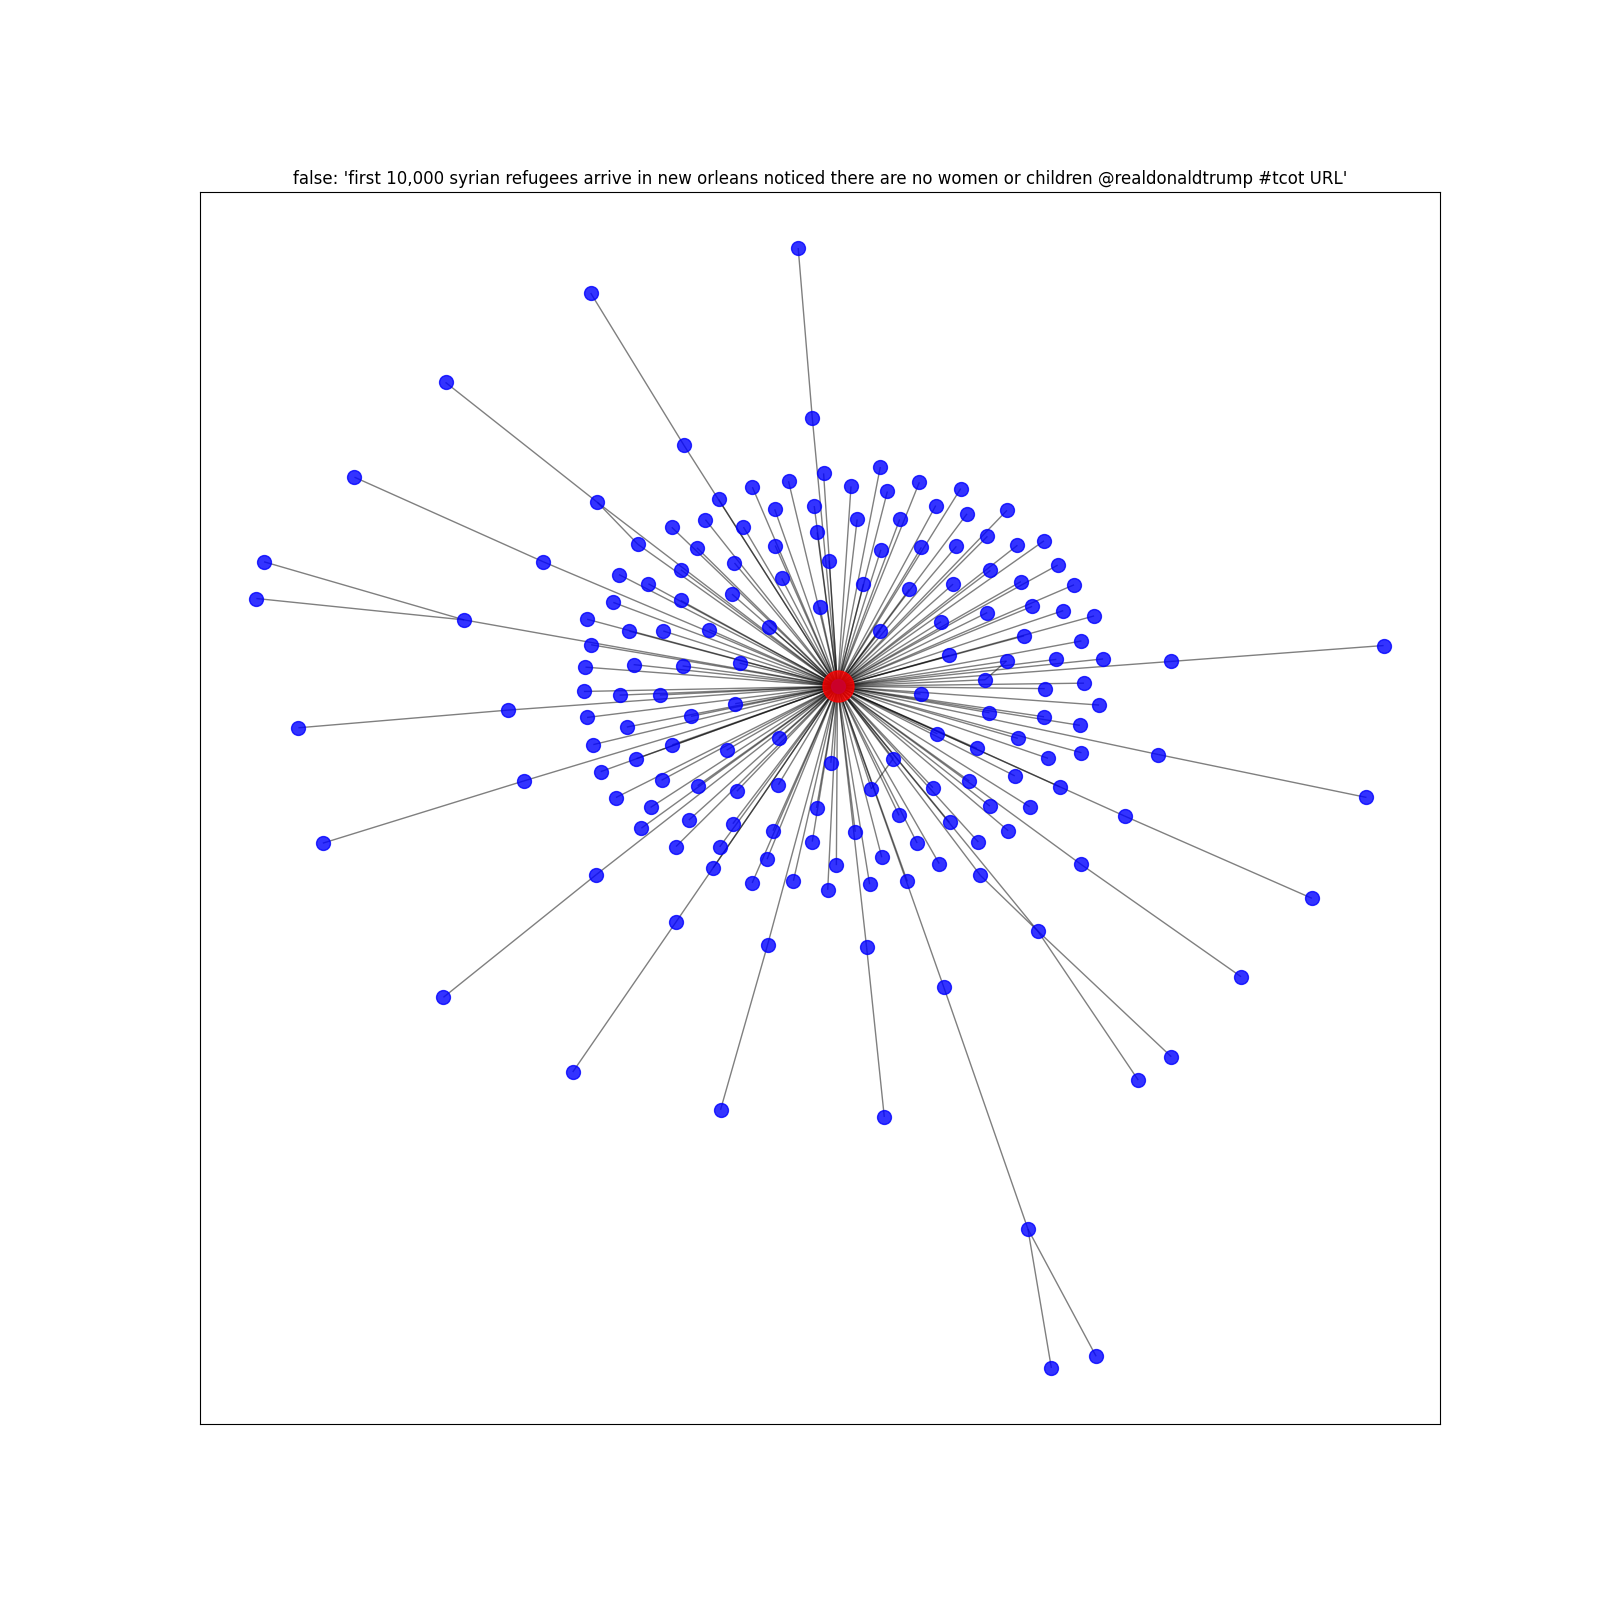 false: 'first 10,000 syrian refugees arrive in new orleans noticed there are no women or children @realdonaldtrump #tcot URL'